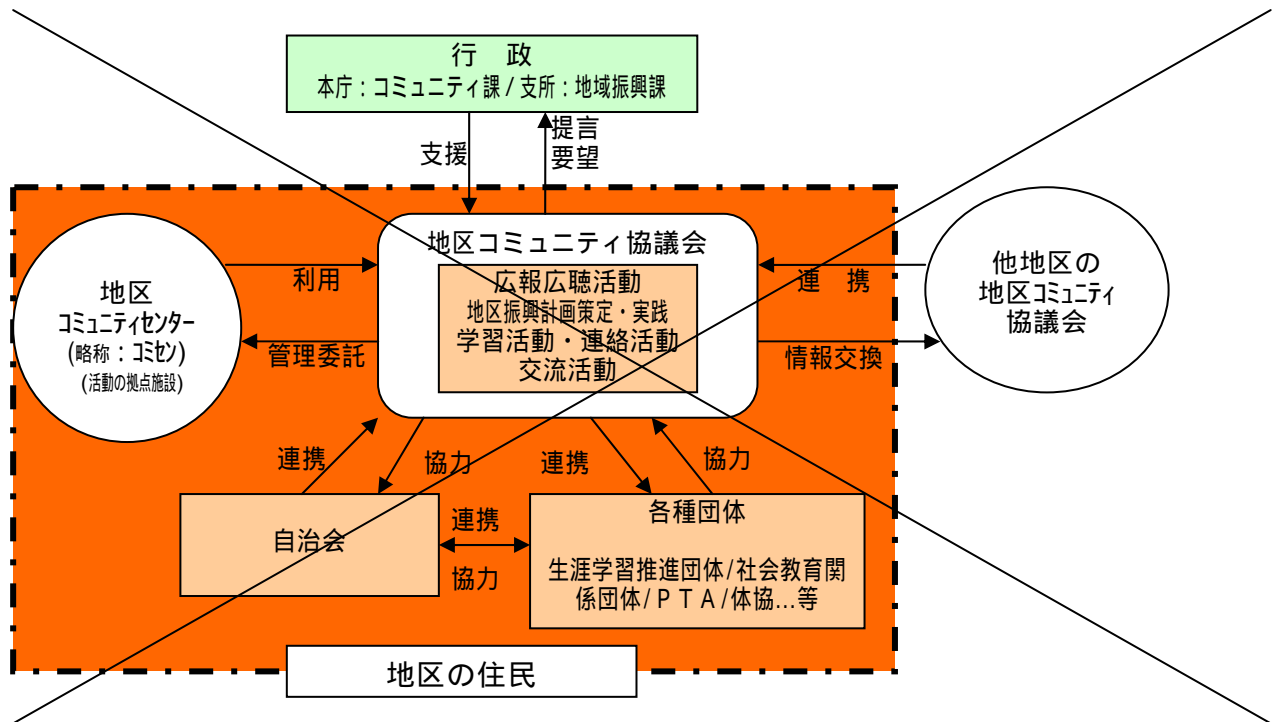 行　政
本庁：コミュニティ課/支所：地域振興課
支援
提言
要望
地区コミュニティ協議会
広報広聴活動
地区振興計画策定・実践
学習活動・連絡活動
交流活動
地区
コミュニティセンター
(略称：コミセン)
(活動の拠点施設)
利用
管理委託
連　携
情報交換
他地区の
地区コミュニティ
協議会
連携
協力
連携
協力
自治会
連携
協力
各種団体
生涯学習推進団体/社会教育関
係団体/ＰＴＡ/体協…等
地区の住民